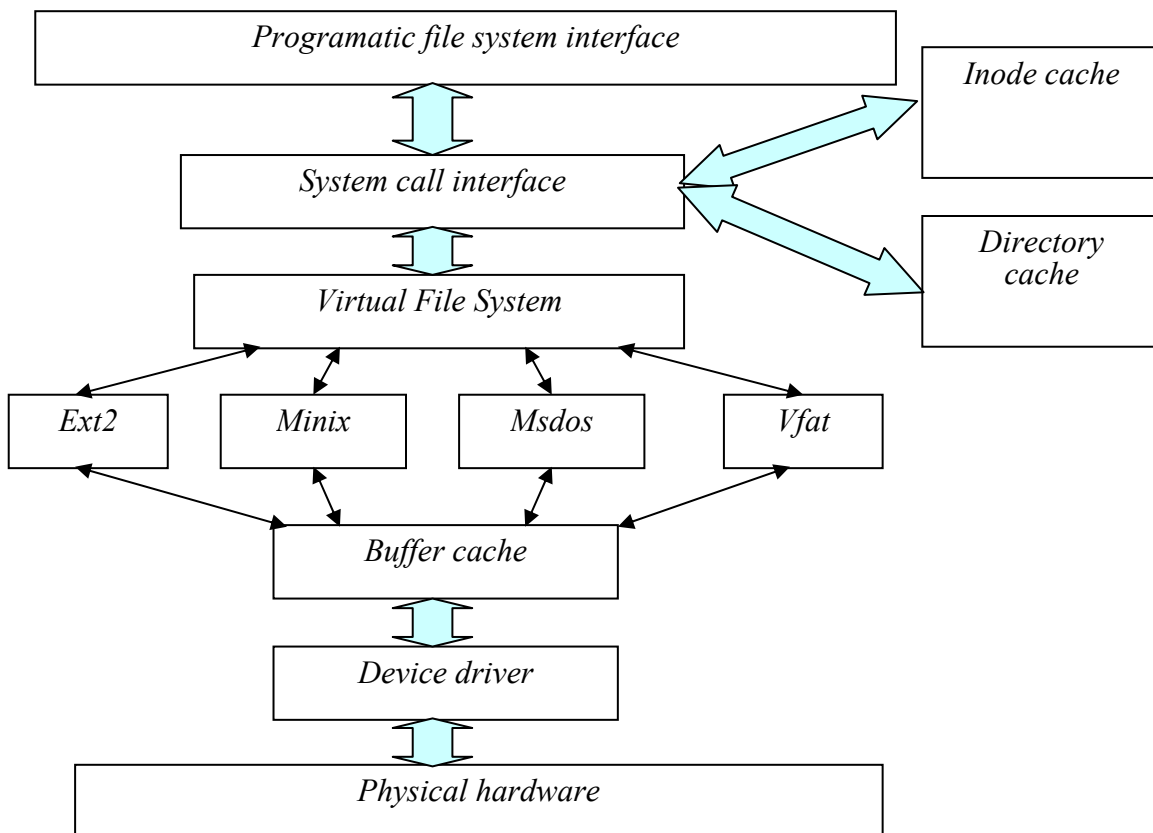 Programatic file system interface
Inode cache
System call interface
Directory
cache
Virtual File System
Ext2
Minix
Msdos
Vfat
Buffer cache
Device driver
Physical hardware